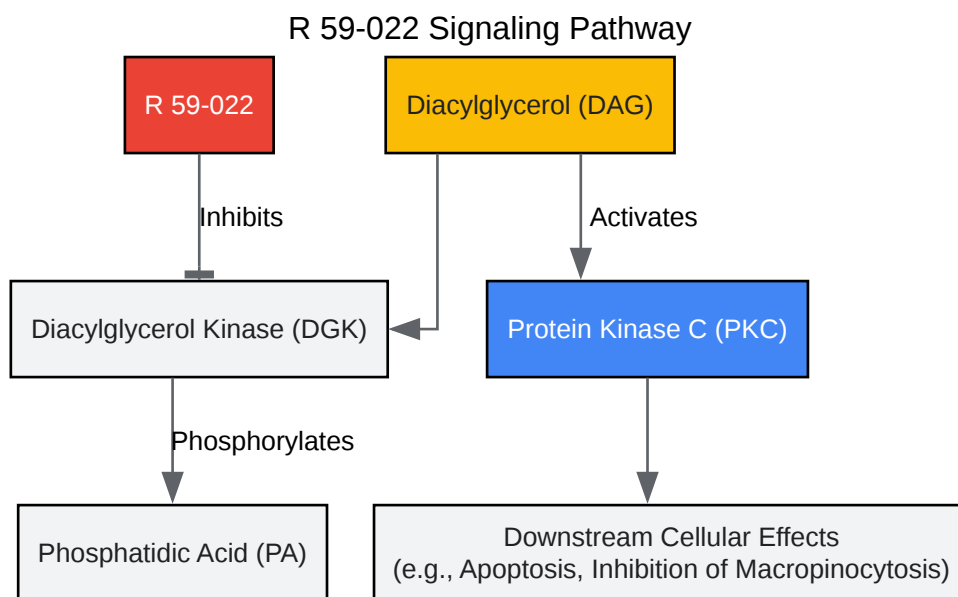 R 59-022 Signaling Pathway
R 59-022
Diacylglycerol (DAG)
Inhibits
Activates
Diacylglycerol Kinase (DGK)
Protein Kinase C (PKC)
Phosphorylates
Phosphatidic Acid (PA)
Downstream Cellular Effects
(e.g., Apoptosis, Inhibition of Macropinocytosis)